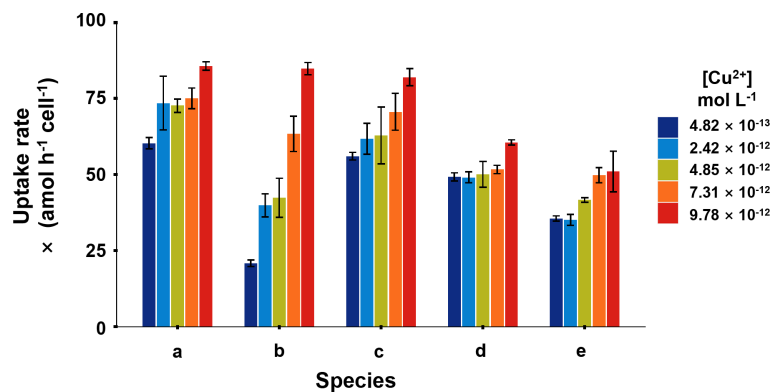 100
75
50
25
0
Uptake rate
× (amol h⁻¹ cell⁻¹)
a b c d e
Species
[Cu²⁺]
mol L⁻¹
4.82 × 10⁻¹³
2.42 × 10⁻¹²
4.85 × 10⁻¹²
7.31 × 10⁻¹²
9.78 × 10⁻¹²